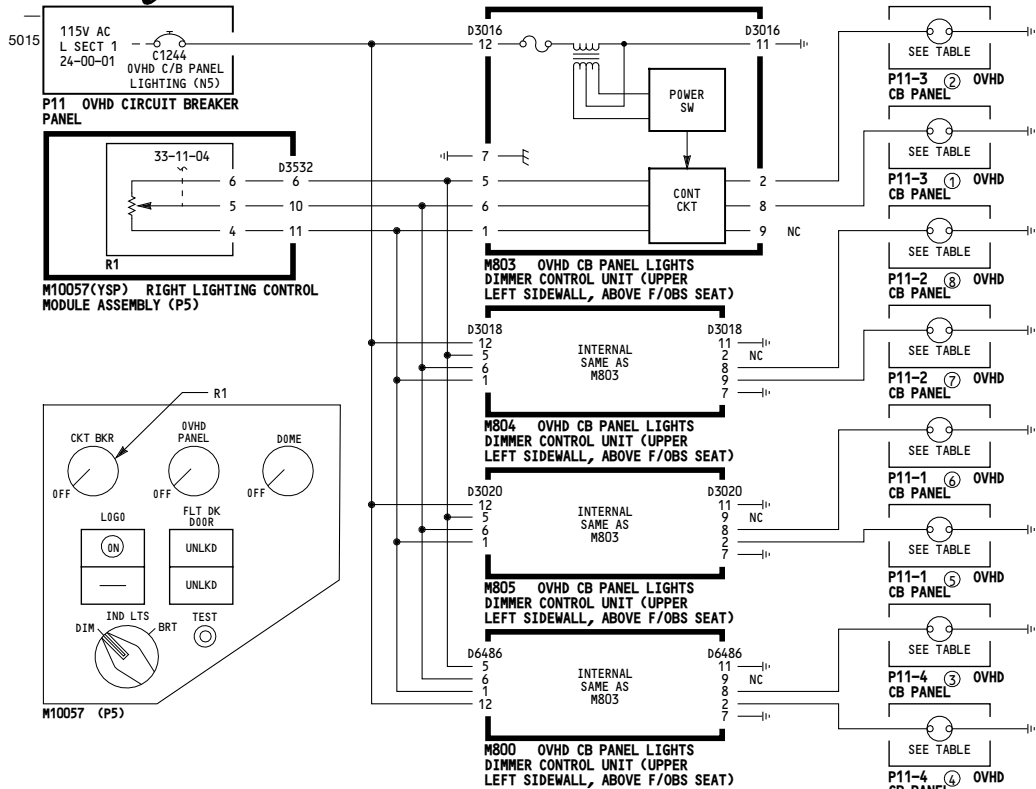 5015
115V AC
L SECT 1
24-00-01
C1244
OVHD C/B PANEL
LIGHTING (N5)
P11 OVHD CIRCUIT BREAKER
PANEL
33-11-04
D3532
6 6
5 10
4 11
R1
M10057(YSP) RIGHT LIGHTING CONTROL
MODULE ASSEMBLY (P5)
R1
CKT BKR
OFF
OVHD
PANEL
OFF
DOME
OFF
LOGO
ON
FLT DK
DOOR
UNLKD
UNLKD
IND LTS
DIM
BRT
TEST
M10057 (P5)
D3016
12
D3016
11
POWER
SW
7
5
6
1
CONT
CKT
2
8
9 NC
M803 OVHD CB PANEL LIGHTS
DIMMER CONTROL UNIT (UPPER
LEFT SIDEWALL, ABOVE F/OBS SEAT)
D3018
12
5
6
1
INTERNAL
SAME AS
M803
D3018
11
2 NC
8
9
7
M804 OVHD CB PANEL LIGHTS
DIMMER CONTROL UNIT (UPPER
LEFT SIDEWALL, ABOVE F/OBS SEAT)
D3020
12
5
6
1
INTERNAL
SAME AS
M803
D3020
11
9 NC
8
2
7
M805 OVHD CB PANEL LIGHTS
DIMMER CONTROL UNIT (UPPER
LEFT SIDEWALL, ABOVE F/OBS SEAT)
D6486
5
6
1
12
INTERNAL
SAME AS
M803
D6486
11
9 NC
8
2
7
M800 OVHD CB PANEL LIGHTS
DIMMER CONTROL UNIT (UPPER
LEFT SIDEWALL, ABOVE F/OBS SEAT)
SEE TABLE
P11-3 ② OVHD
CB PANEL
SEE TABLE
P11-3 ① OVHD
CB PANEL
SEE TABLE
P11-2 ⑧ OVHD
CB PANEL
SEE TABLE
P11-2 ⑦ OVHD
CB PANEL
SEE TABLE
P11-1 ⑥ OVHD
CB PANEL
SEE TABLE
P11-1 ⑤ OVHD
CB PANEL
SEE TABLE
P11-4 ③ OVHD
CB PANEL
SEE TABLE
P11-4 ④ OVHD
CB PANEL